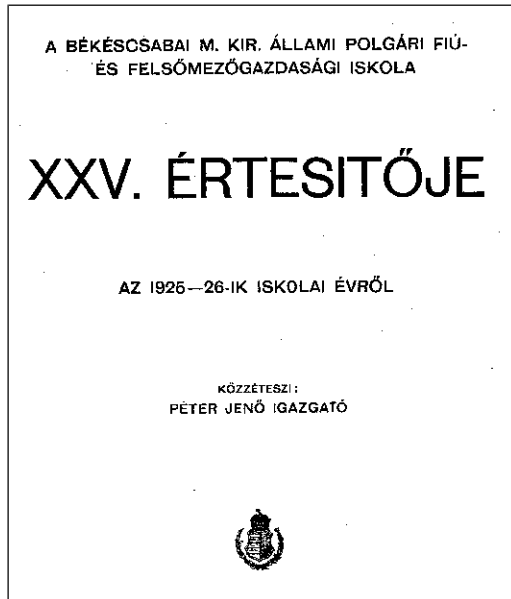 A BÉKÉSCSABAI M. KIR. ÁLLAMI POLGÁRI FIÚ-
ÉS FELSŐMEZŐGAZDASÁGI ISKOLA
XXV. ÉRTESITŐJE
AZ 1925—26-IK ISKOLAI ÉVRŐL
KÖZZÉTESZI:
PÉTER JENŐ IGAZGATÓ